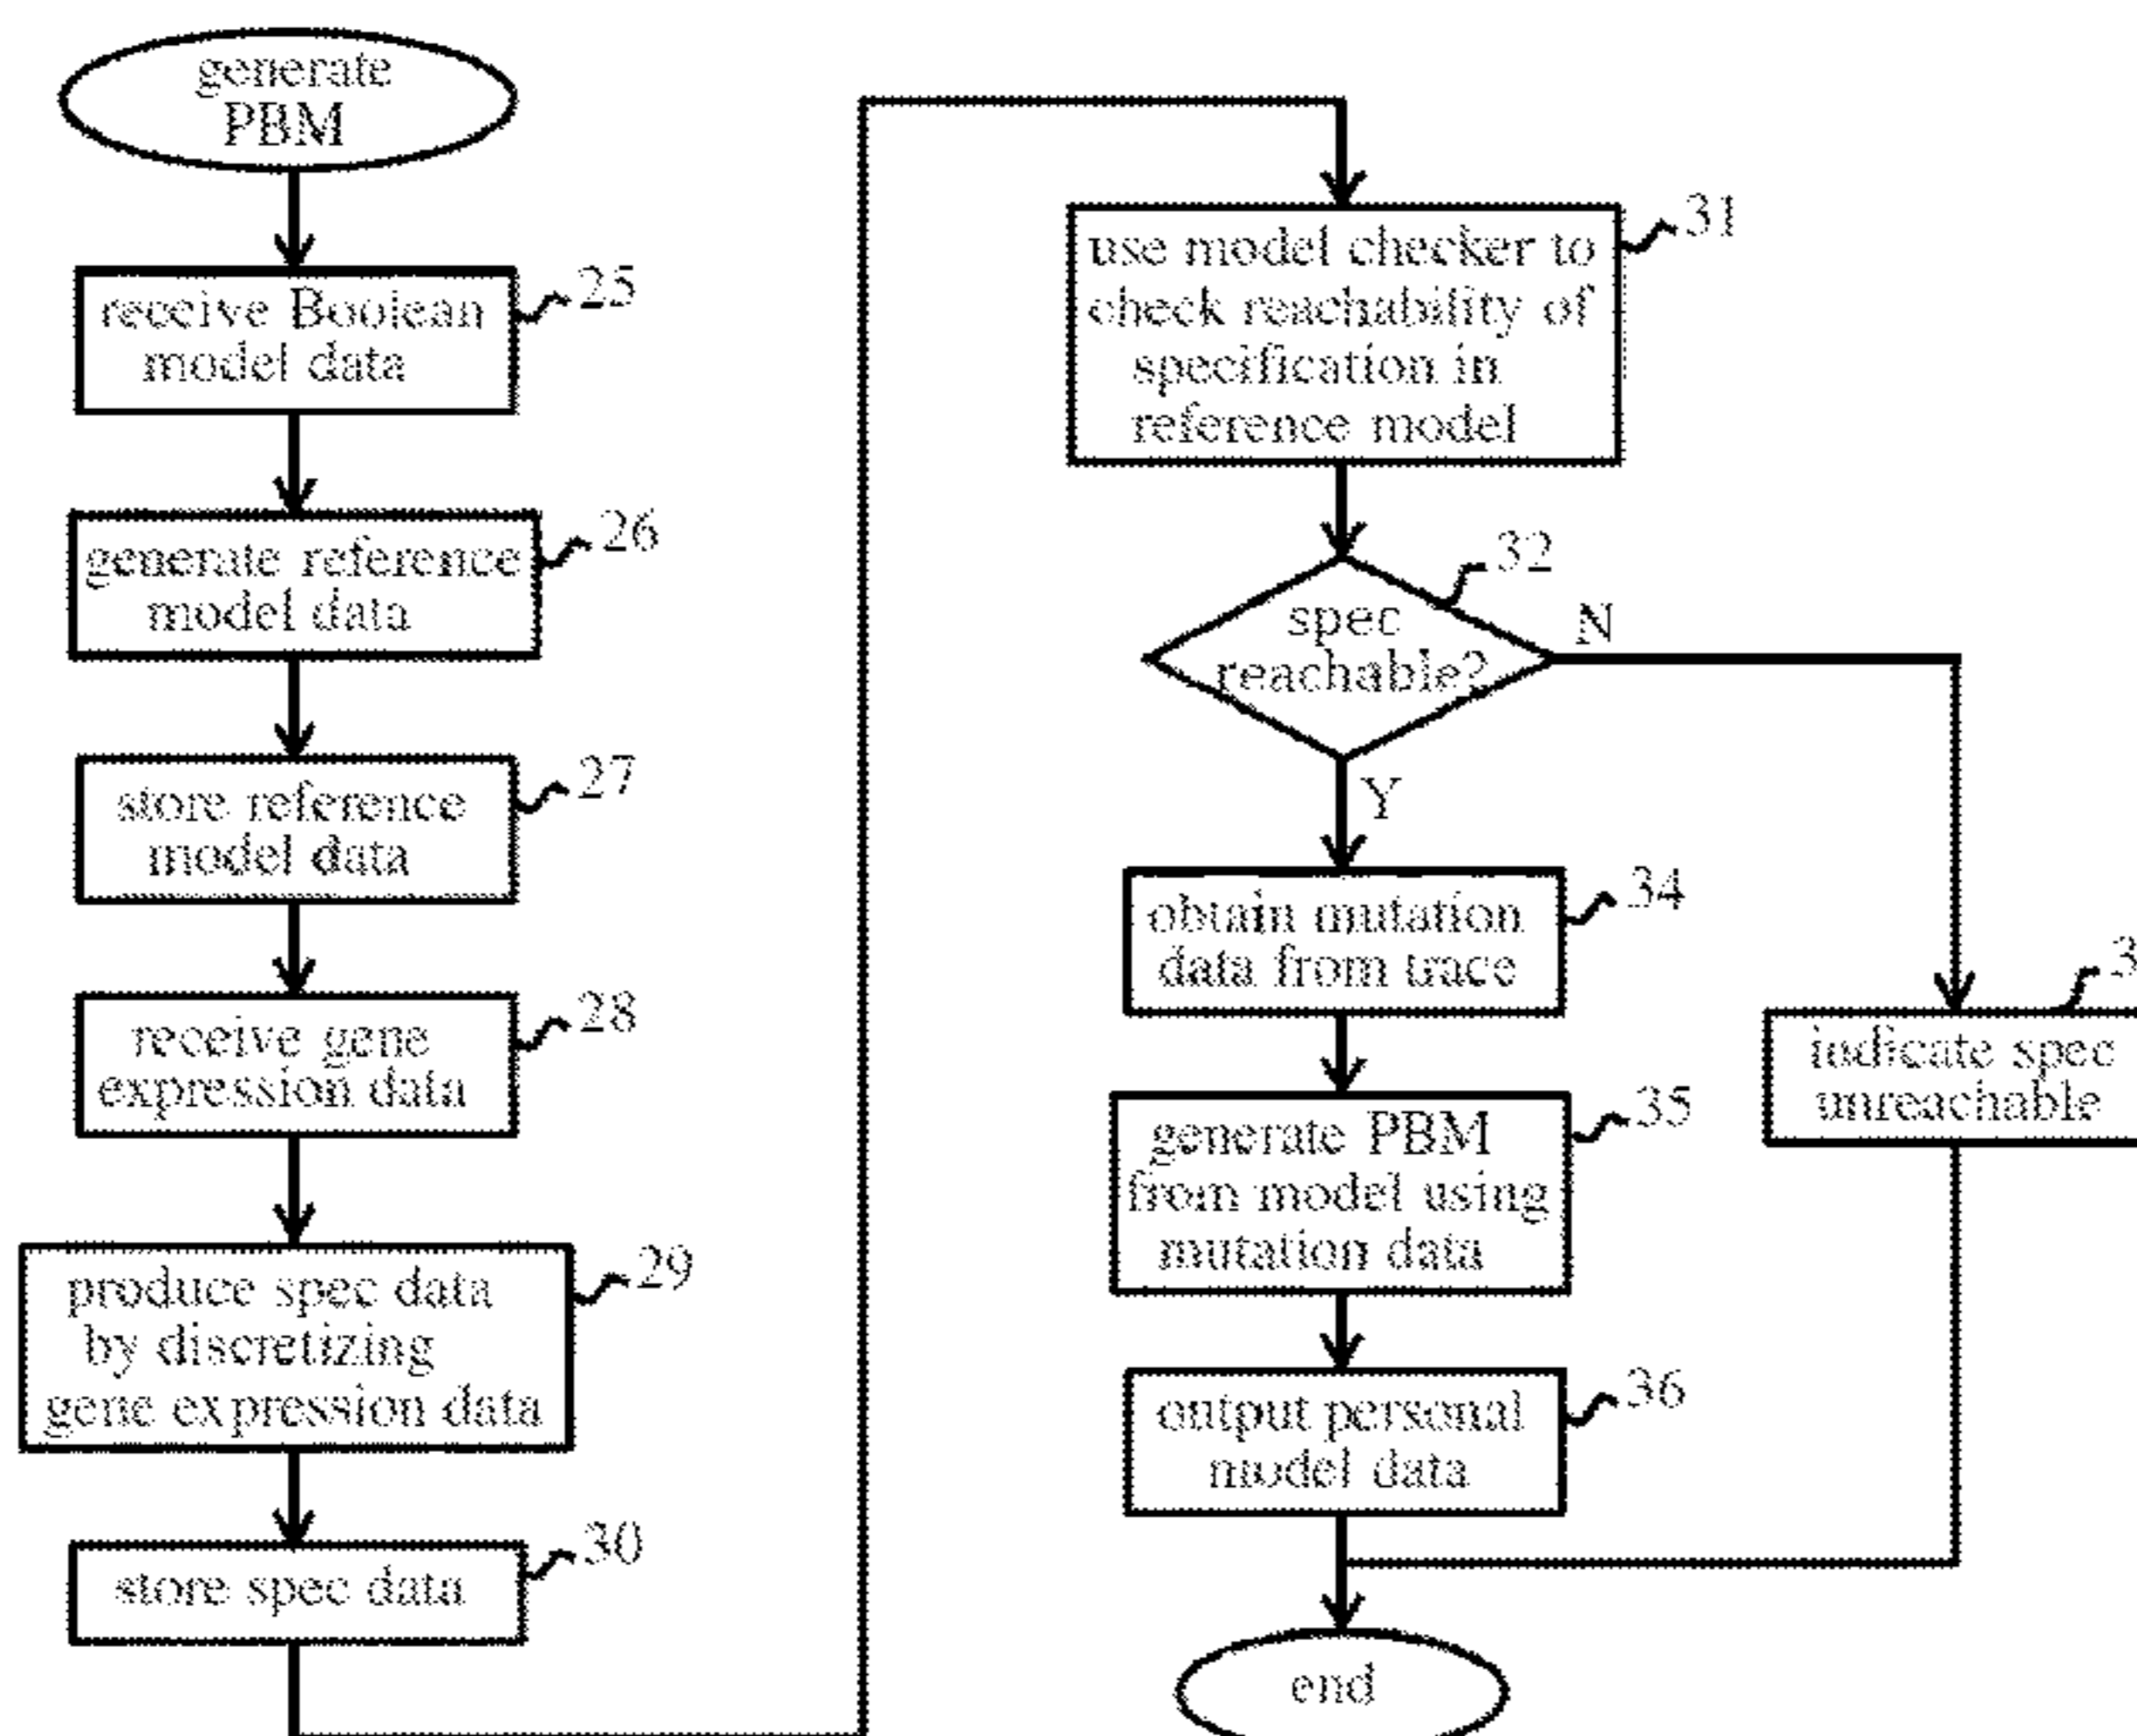 generate
PBM
receive Boolean
model data
25
generate reference
model data
26
store reference
model data
27
receive gene
expression data
28
produce spec data
by discretizing
gene expression data
29
store spec data
30
use model checker to
check reachability of
specification in
reference model
31
spec
reachable?
32
N
Y
obtain mutation
data from trace
34
indicate spec
unreachable
3
generate PBM
from model using
mutation data
35
output personal
model data
36
end